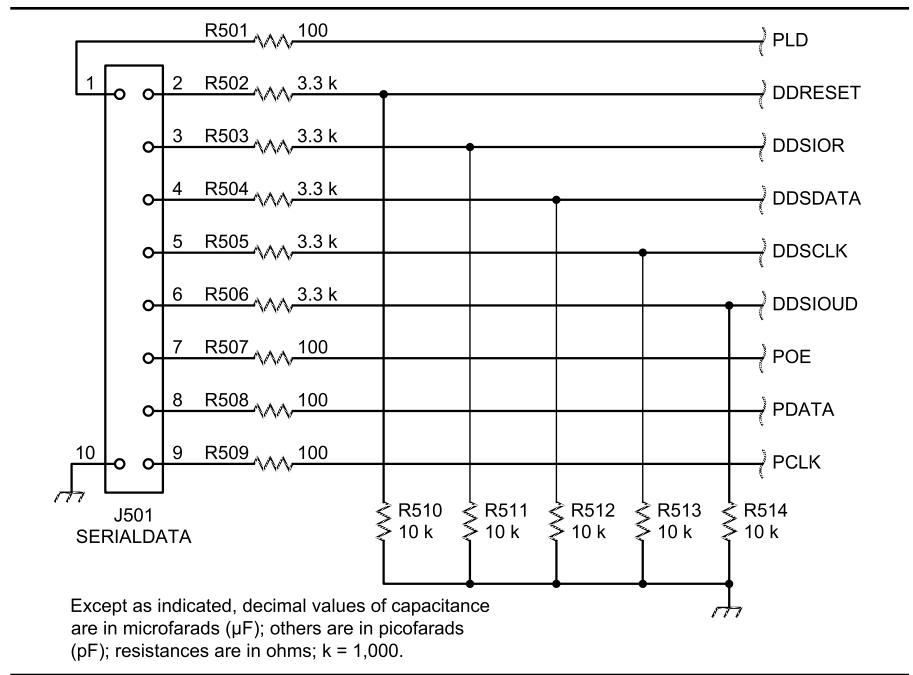 R501 100 PLD
1 2 R502 3.3 k DDRESET
3 R503 3.3 k DDSIOR
4 R504 3.3 k DDSDATA
5 R505 3.3 k DDSCLK
6 R506 3.3 k DDSIOUD
7 R507 100 POE
8 R508 100 PDATA
10 9 R509 100 PCLK
R510 R511 R512 R513 R514
10 k 10 k 10 k 10 k 10 k
J501
SERIALDATA
Except as indicated, decimal values of capacitance
are in microfarads (µF); others are in picofarads
(pF); resistances are in ohms; k = 1,000.